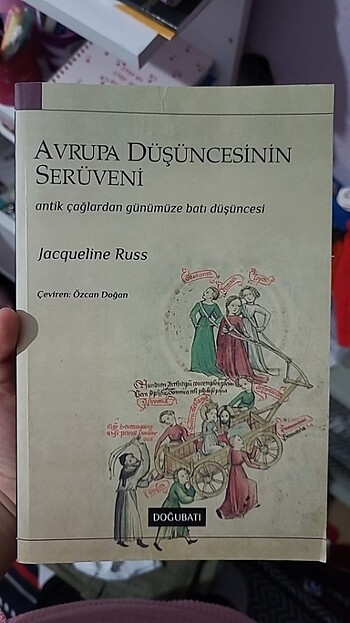 AVRUPA DÜŞÜNCESİNİN
SERÜVENİ
antik çağlardan günümüze batı düşüncesi
Jacqueline Russ
Çeviren: Özcan Doğan
DOĞUBATI